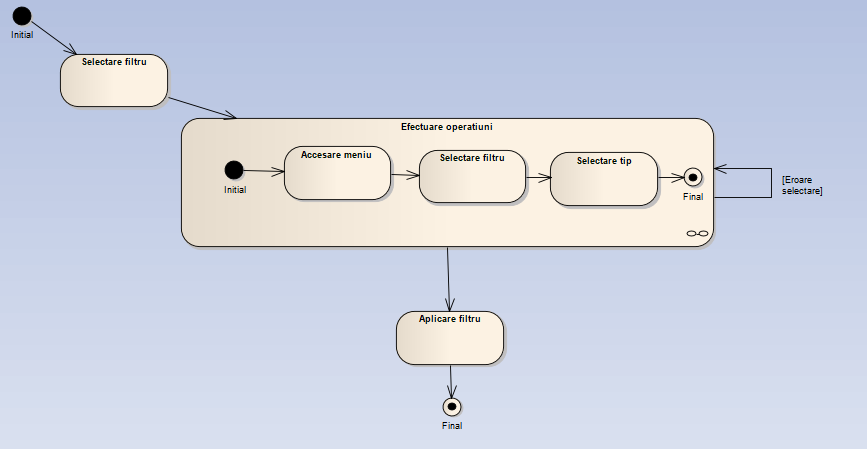 Initial
Selectare filtru
Efectuare operatiuni
Accesare meniu
Selectare filtru
Selectare tip
Initial
Final
[Eroare
selectare]
Aplicare filtru
Final